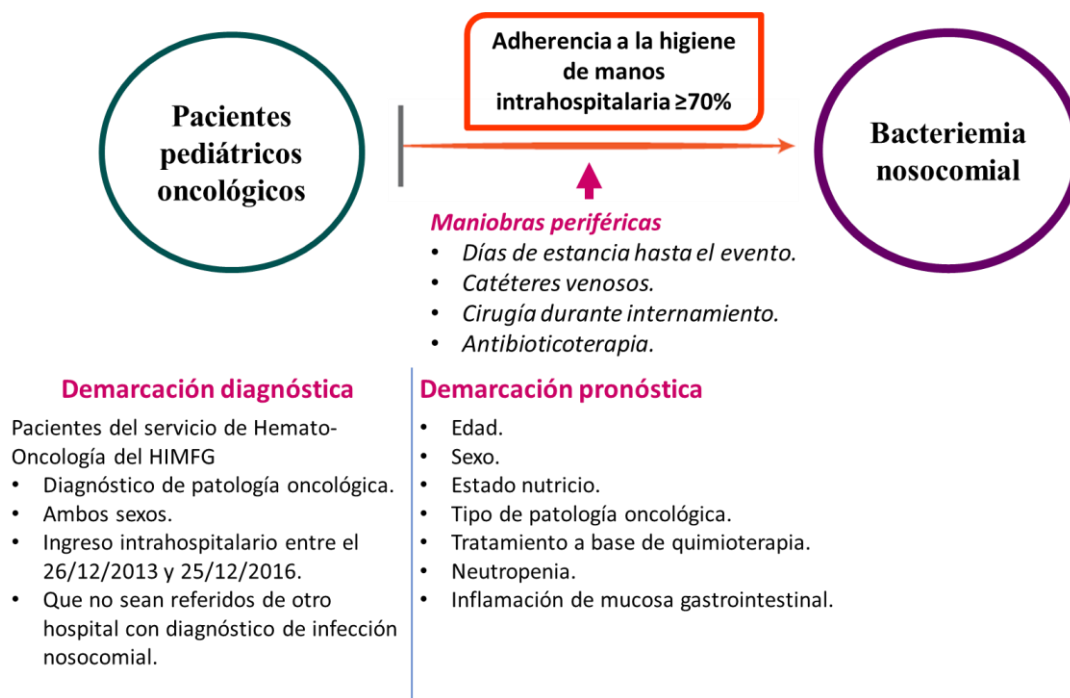 Adherencia a la higiene
de manos
intrahospitalaria ≥70%
Pacientes
pediátricos
oncológicos
Bacteriemia
nosocomial
Maniobras periféricas
• Días de estancia hasta el evento.
• Catéteres venosos.
• Cirugía durante internamiento.
• Antibioticoterapia.
Demarcación diagnóstica
Pacientes del servicio de Hemato-
Oncología del HIMFG
• Diagnóstico de patología oncológica.
• Ambos sexos.
• Ingreso intrahospitalario entre el
26/12/2013 y 25/12/2016.
• Que no sean referidos de otro
hospital con diagnóstico de infección
nosocomial.
Demarcación pronóstica
• Edad.
• Sexo.
• Estado nutricio.
• Tipo de patología oncológica.
• Tratamiento a base de quimioterapia.
• Neutropenia.
• Inflamación de mucosa gastrointestinal.